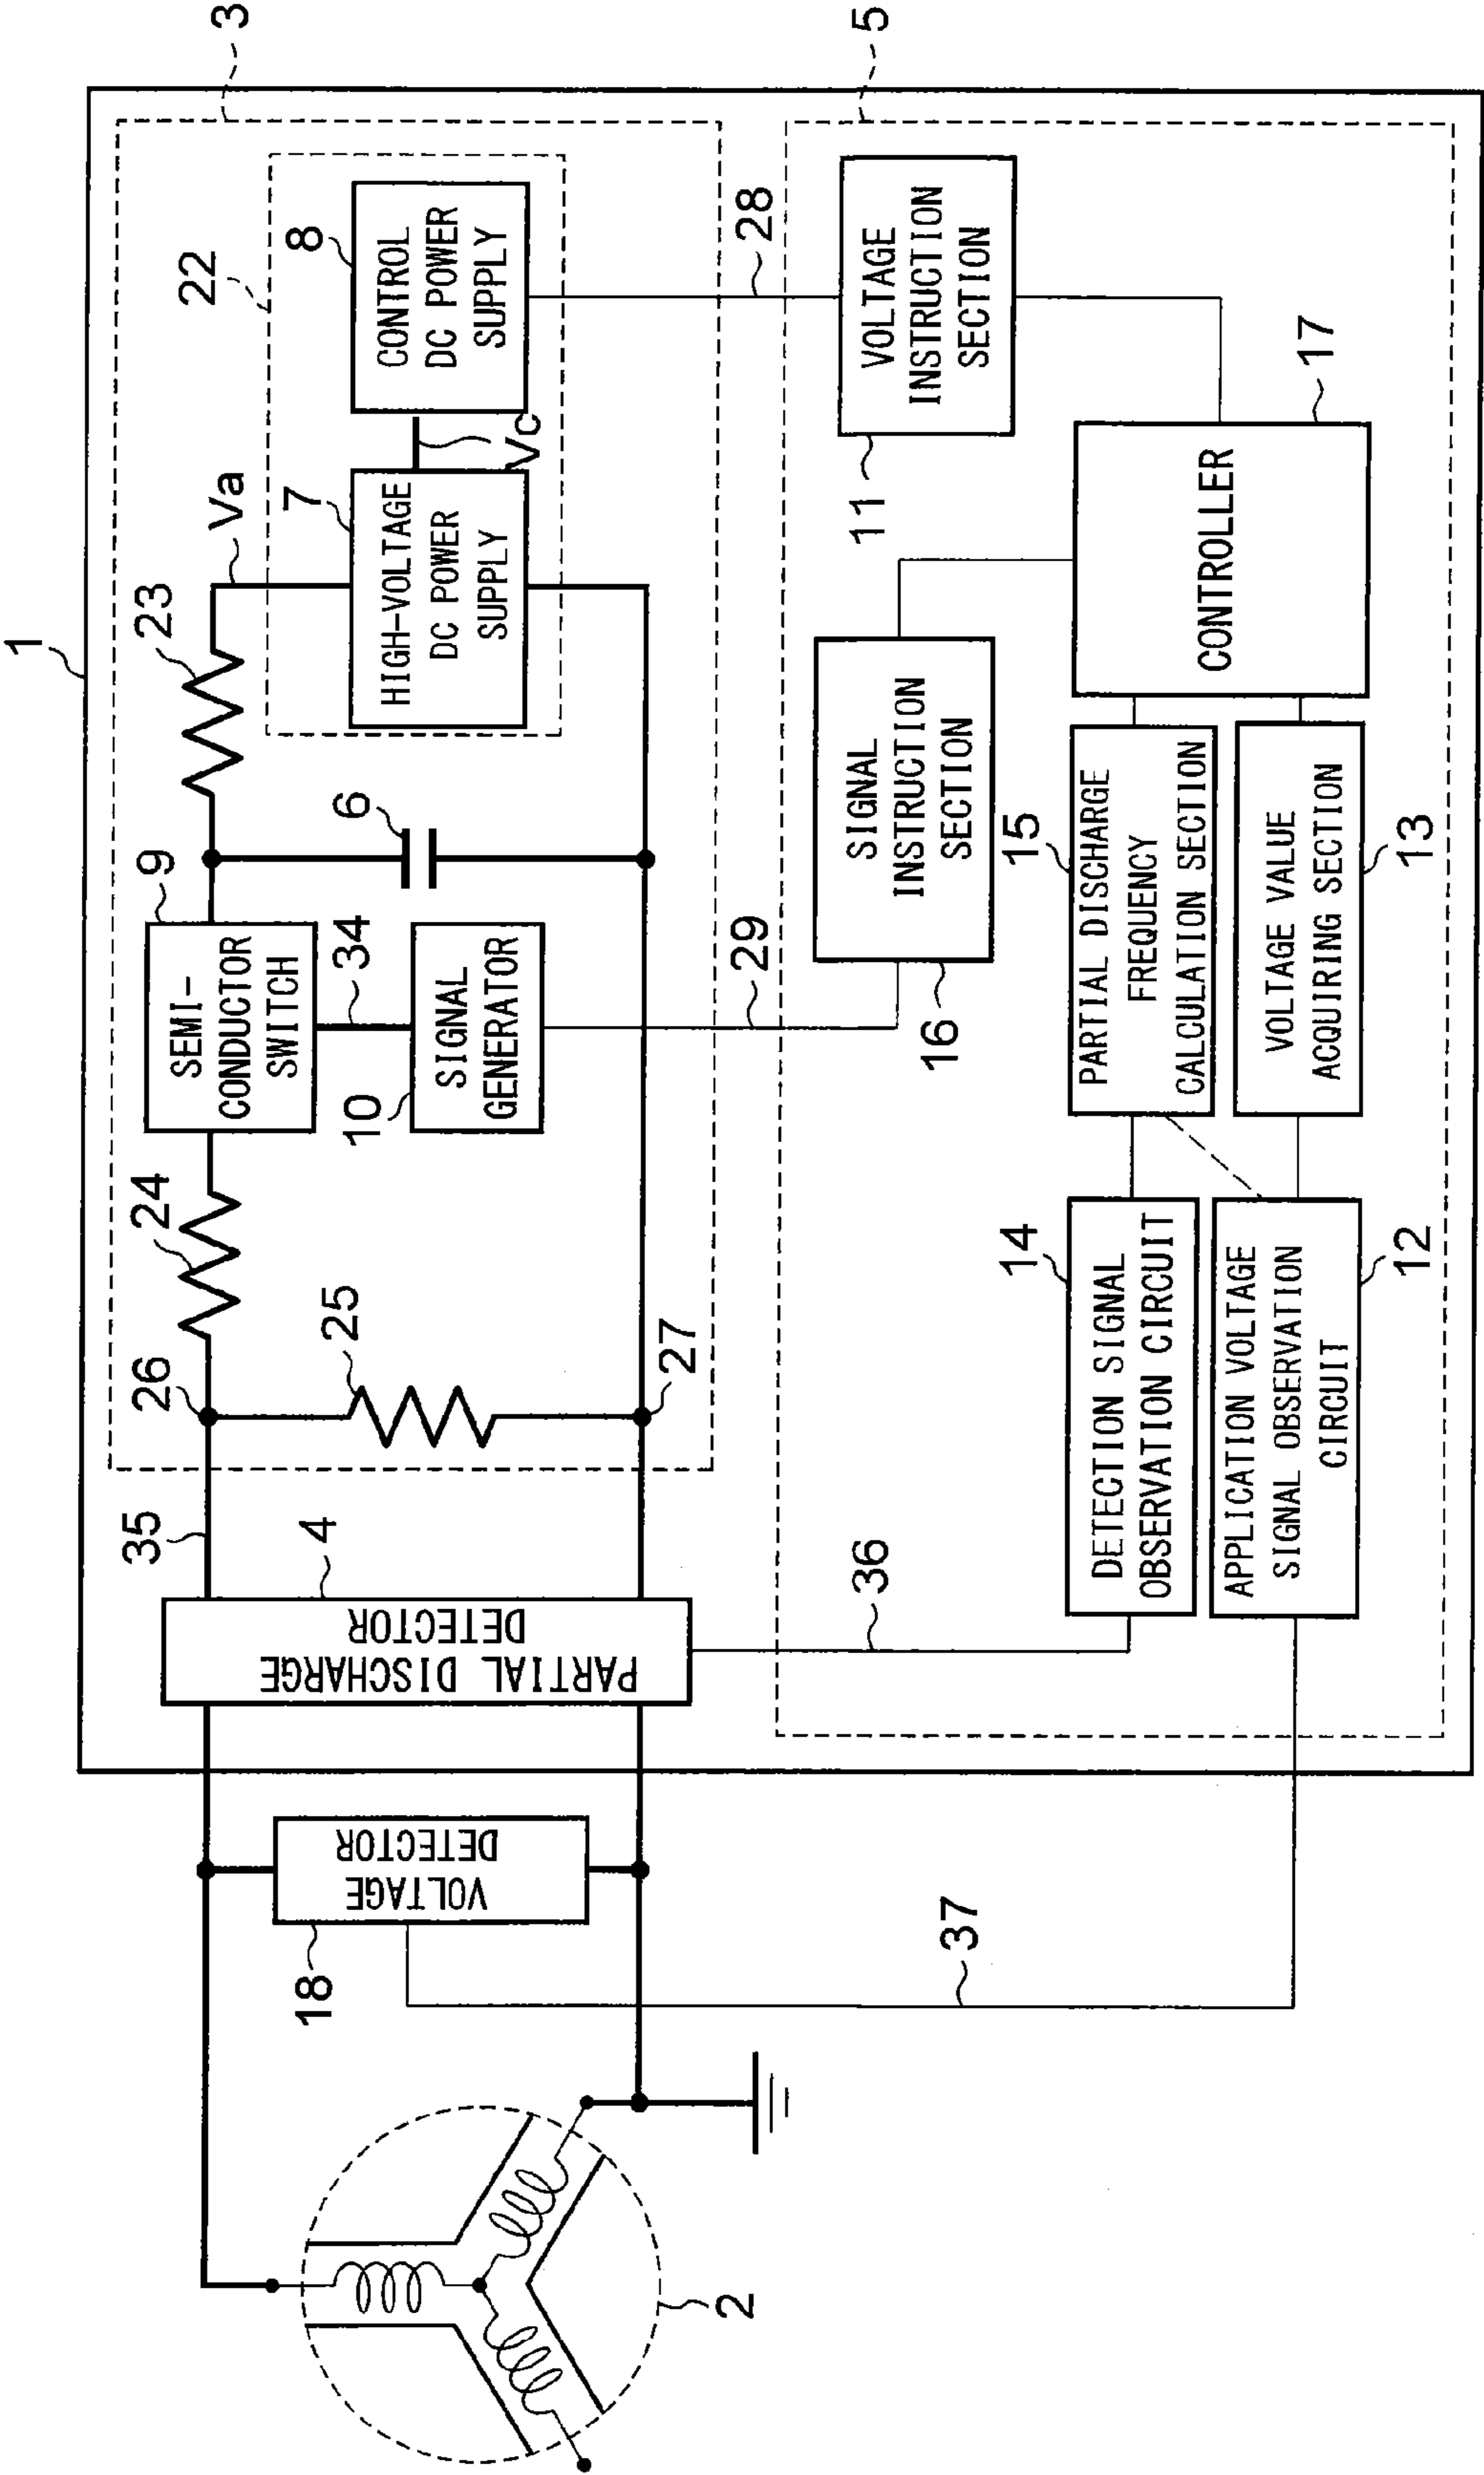 1
3
22
Va
23
7
HIGH-VOLTAGE
DC POWER
SUPPLY
8
CONTROL
DC POWER
SUPPLY
Vc
6
9
SEMI-
CONDUCTOR
SWITCH
34
10
SIGNAL
GENERATOR
24
26
25
27
35
4
PARTIAL DISCHARGE
DETECTOR
18
VOLTAGE
DETECTOR
2
28
29
36
37
5
11
VOLTAGE
INSTRUCTION
SECTION
16
SIGNAL
INSTRUCTION
SECTION
17
CONTROLLER
15
PARTIAL DISCHARGE
FREQUENCY
CALCULATION SECTION
13
VOLTAGE VALUE
ACQUIRING SECTION
14
DETECTION SIGNAL
OBSERVATION CIRCUIT
12
APPLICATION VOLTAGE
SIGNAL OBSERVATION
CIRCUIT